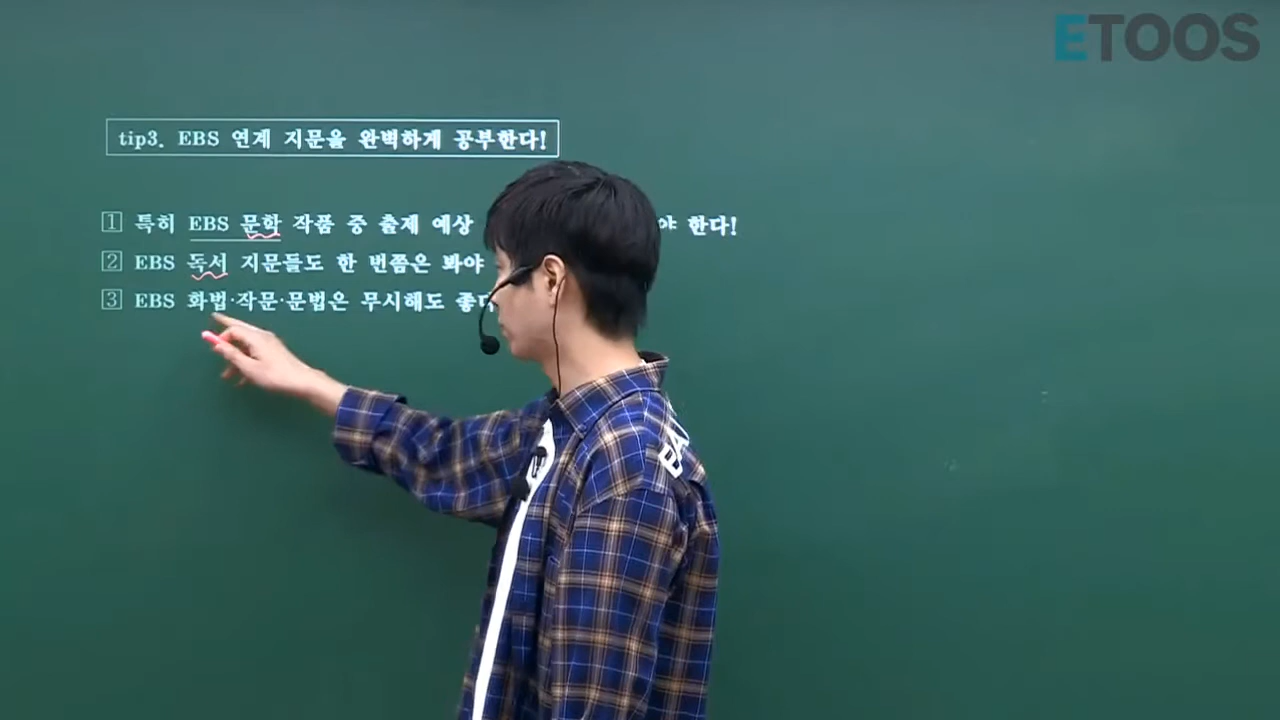 ETOOS
tip3. EBS 연계 지문을 완벽하게 공부한다!
1 특히 EBS 문학 작품 중 출제 예상 야 한다!
2 EBS 독서 지문들도 한 번쯤은 봐야
3 EBS 화법·작문·문법은 무시해도